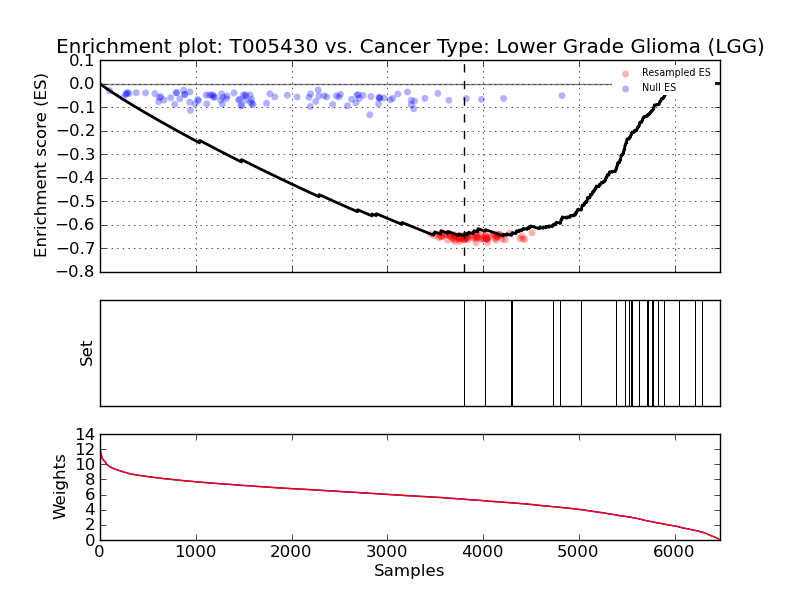 Enrichment plot: T005430 vs. Cancer Type: Lower Grade Glioma (LGG)
Enrichment score (ES)
0.1
0.0
−0.1
−0.2
−0.3
−0.4
−0.5
−0.6
−0.7
−0.8
Resampled ES
Null ES
Set
Weights
14
12
10
8
6
4
2
0
0 1000 2000 3000 4000 5000 6000
Samples